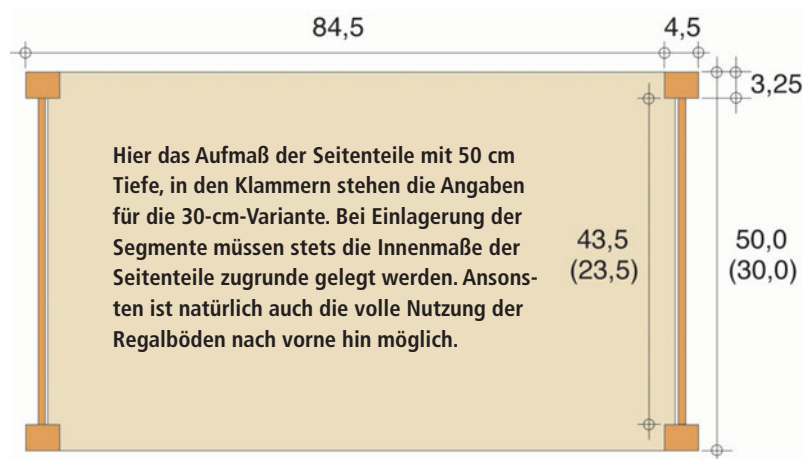 84,5
4,5
3,25
Hier das Aufmaß der Seitenteile mit 50 cm
Tiefe, in den Klammern stehen die Angaben
für die 30-cm-Variante. Bei Einlagerung der
Segmente müssen stets die Innenmaße der
Seitenteile zugrunde gelegt werden. Ansons-
ten ist natürlich auch die volle Nutzung der
Regalböden nach vorne hin möglich.
43,5
(23,5)
50,0
(30,0)